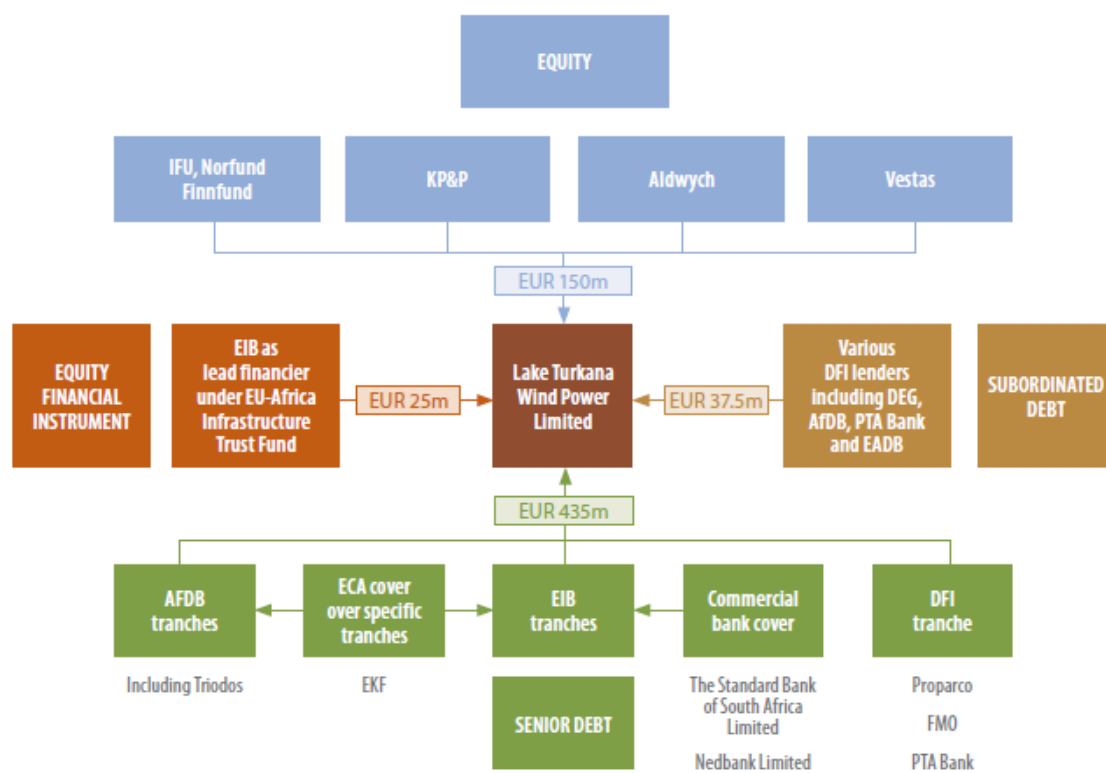 EQUITY
IFU, Norfund
Finnfund
KP&P
Aldwych
Vestas
EUR 150m
EQUITY
FINANCIAL
INSTRUMENT
EIB as
lead financier
under EU-Africa
Infrastructure
Trust Fund
EUR 25m
Lake Turkana
Wind Power
Limited
EUR 37.5m
Various
DFI lenders
including DEG,
AfDB, PTA Bank
and EADB
SUBORDINATED
DEBT
EUR 435m
AFDB
tranches
ECA cover
over specific
tranches
EIB
tranches
Commercial
bank cover
DFI
tranche
Including Triodos
EKF
SENIOR DEBT
The Standard Bank
of South Africa
Limited
Nedbank Limited
Proparco
FMO
PTA Bank